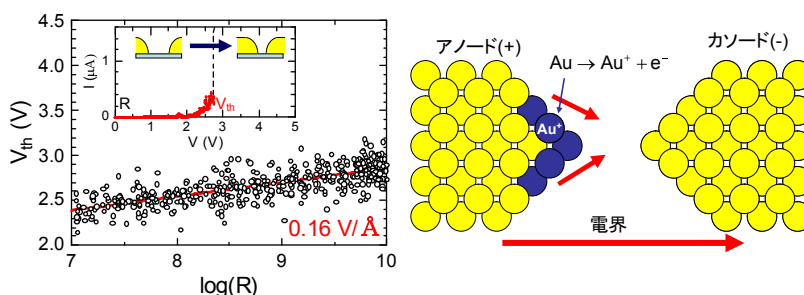 V_th (V)
4.5
4.0
3.5
3.0
2.5
2.0
7
8
9
10
log(R)
0.16 V/Å
I (μA)
1
0
R
V_th
0
1
2
3
4
5
V (V)
アノード(+)
カソード(-)
Au → Au⁺ + e⁻
Au⁺
電界